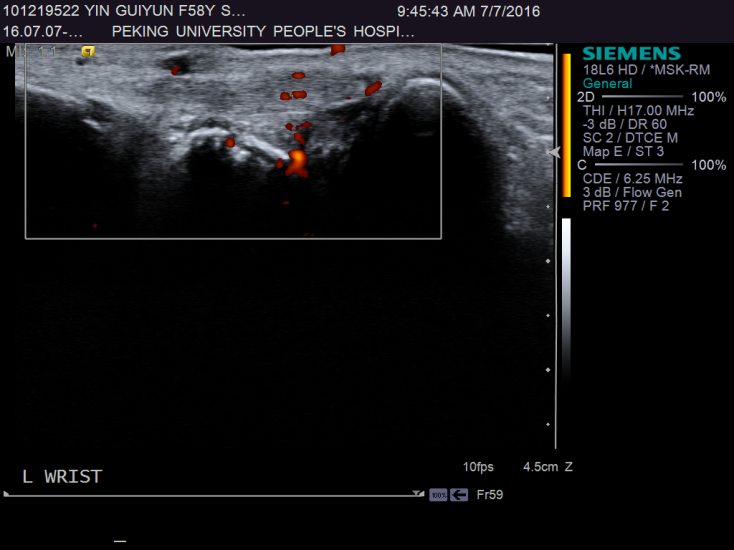 101219522 YIN GUIYUN F58Y S... 9:45:43 AM 7/7/2016
16.07.07-... PEKING UNIVERSITY PEOPLE'S HOSPI...
SIEMENS
18L6 HD / *MSK-RM
General
2D 100%
THI / H17.00 MHz
-3 dB / DR 60
SC 2 / DTCE M
Map E / ST 3
C 100%
CDE / 6.25 MHz
3 dB / Flow Gen
PRF 977 / F 2
L WRIST
10fps 4.5cm Z
100% Fr59